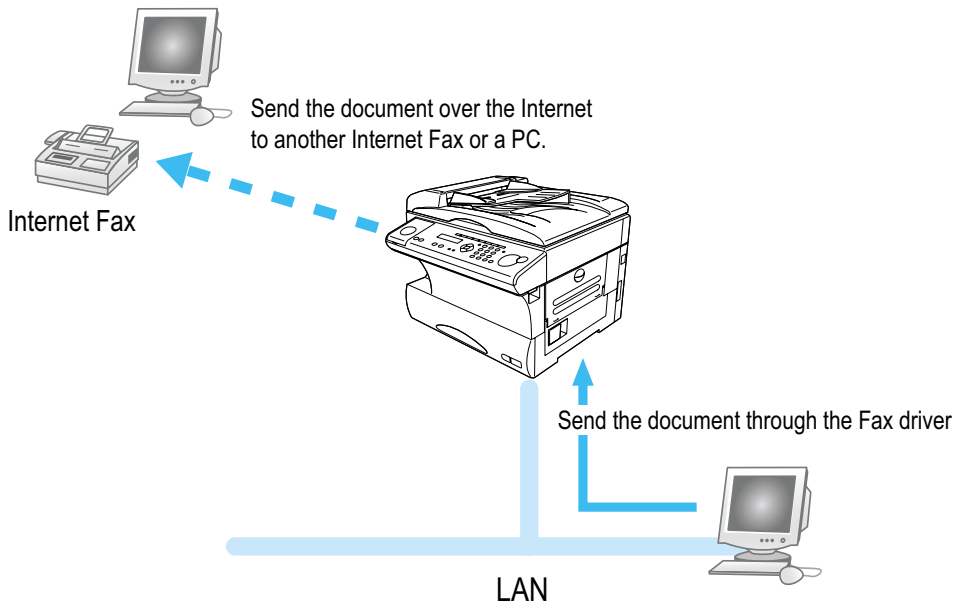 Send the document over the Internet
to another Internet Fax or a PC.
Internet Fax
Send the document through the Fax driver
LAN